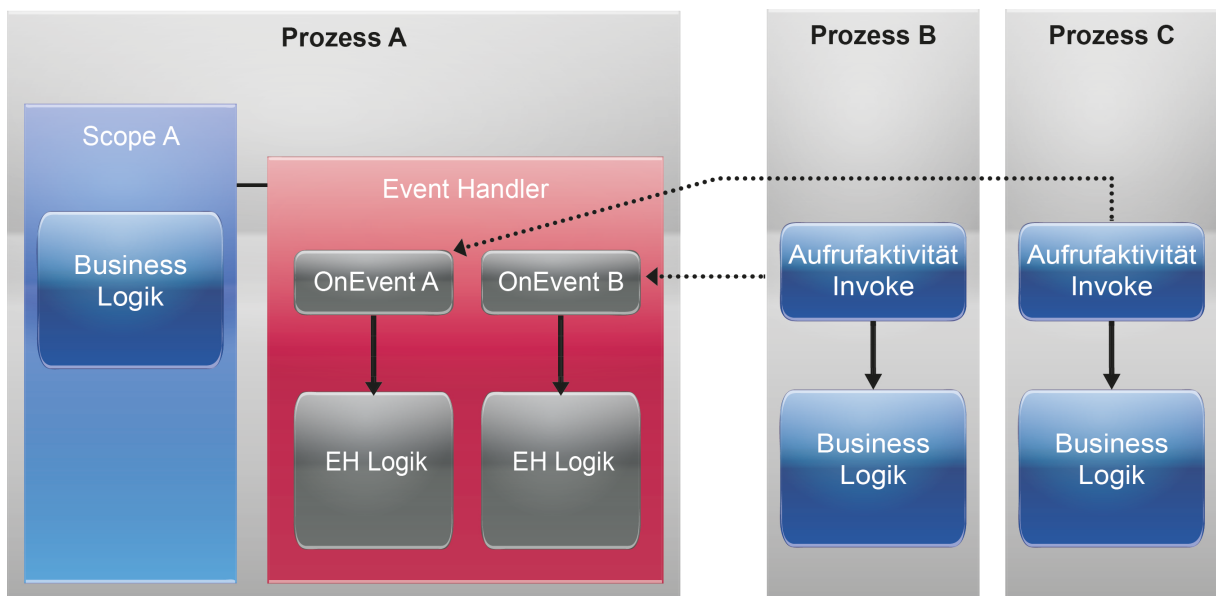 Prozess A
Scope A
Business
Logik
Event Handler
OnEvent A
OnEvent B
EH Logik
EH Logik
Prozess B
Aufrufaktivität
Invoke
Business
Logik
Prozess C
Aufrufaktivität
Invoke
Business
Logik